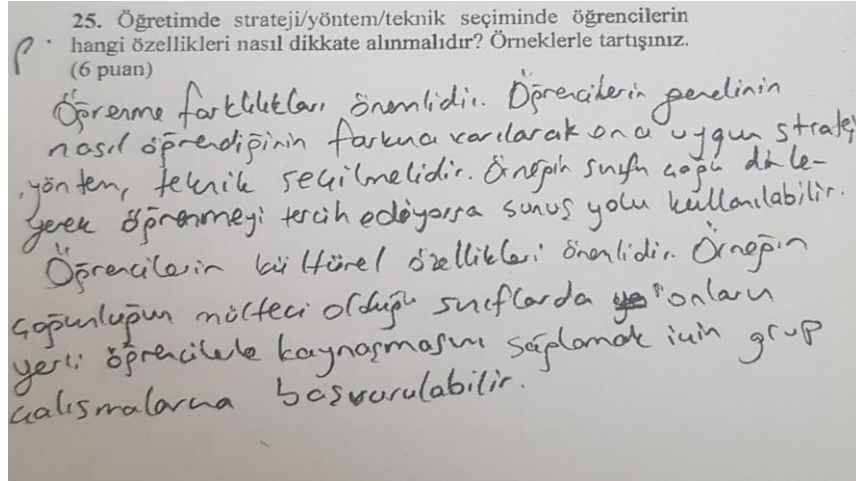 25. Öğretimde strateji/yöntem/teknik seçiminde öğrencilerin
hangi özellikleri nasıl dikkate alınmalıdır? Örneklerle tartışınız.
(6 puan)
Öğrenme farklılıkları önemlidir. Öğrencilerin genelinin
nasıl öğrendiğinin farkına varılarak ona uygun strateji
,yöntem, teknik seçilmelidir. Örneğin sınıfın çoğu dinle-
yerek öğrenmeyi tercih ediyorsa sunuş yolu kullanılabilir.
Öğrencilerin kültürel özellikleri önemlidir. Örneğin
çoğunluğun mülteci olduğu sınıflarda onların
yerli öğrencilerle kaynaşmasını sağlamak için grup
çalışmalarına başvurulabilir.